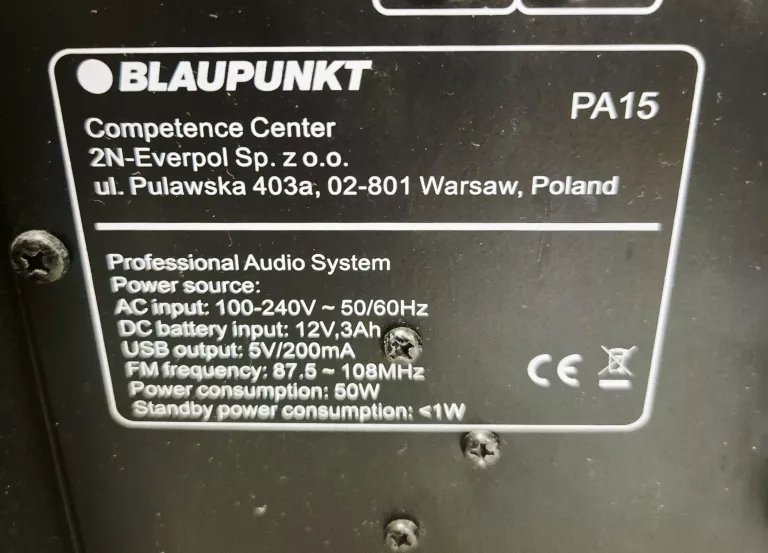 BLAUPUNKT
PA15
Competence Center
2N-Everpol Sp. z o.o.
ul. Pulawska 403a, 02-801 Warsaw, Poland
Professional Audio System
Power source:
AC input: 100-240V ~ 50/60Hz
DC battery input: 12V,3Ah
USB output: 5V/200mA
FM frequency: 87.5 ~ 108MHz
Power consumption: 50W
Standby power consumption: <1W
CE